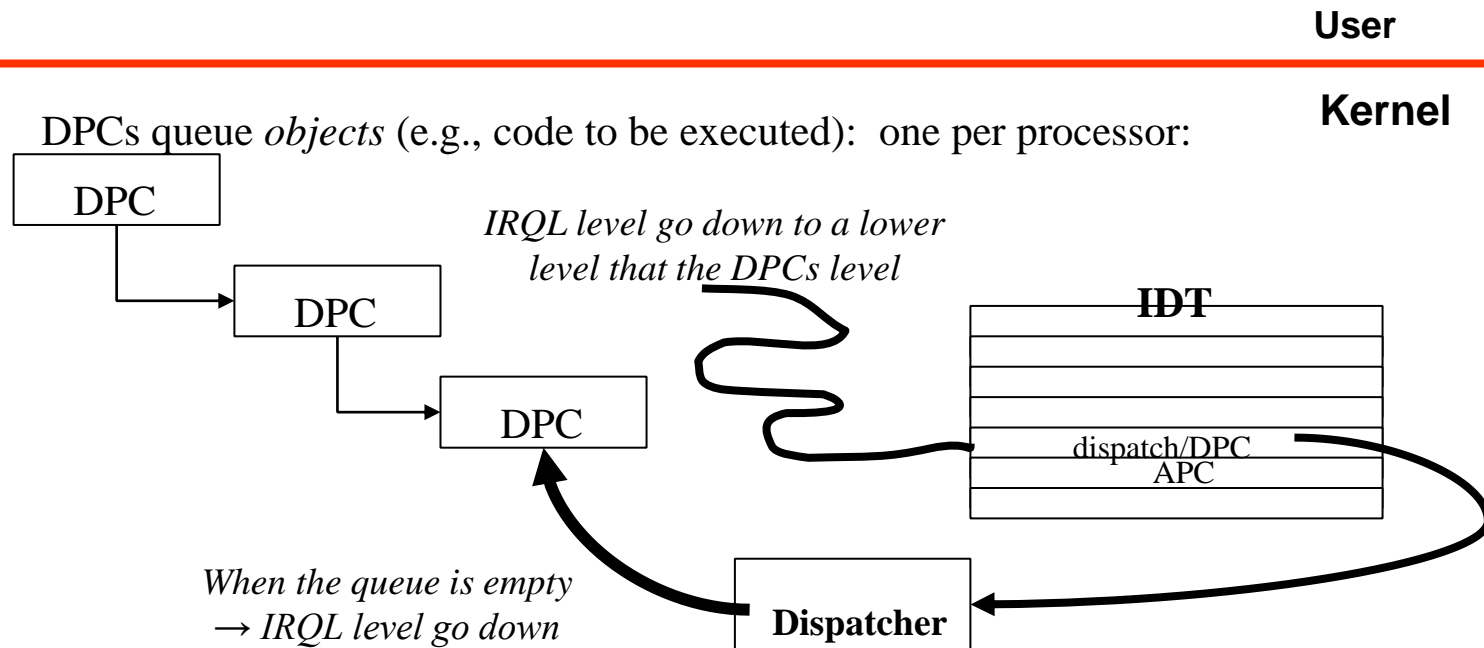 User
Kernel
DPCs queue objects (e.g., code to be executed): one per processor:
DPC
IRQL level go down to a lower
level that the DPCs level
DPC
IDT
DPC
dispatch/DPC
APC
When the queue is empty
→ IRQL level go down
Dispatcher